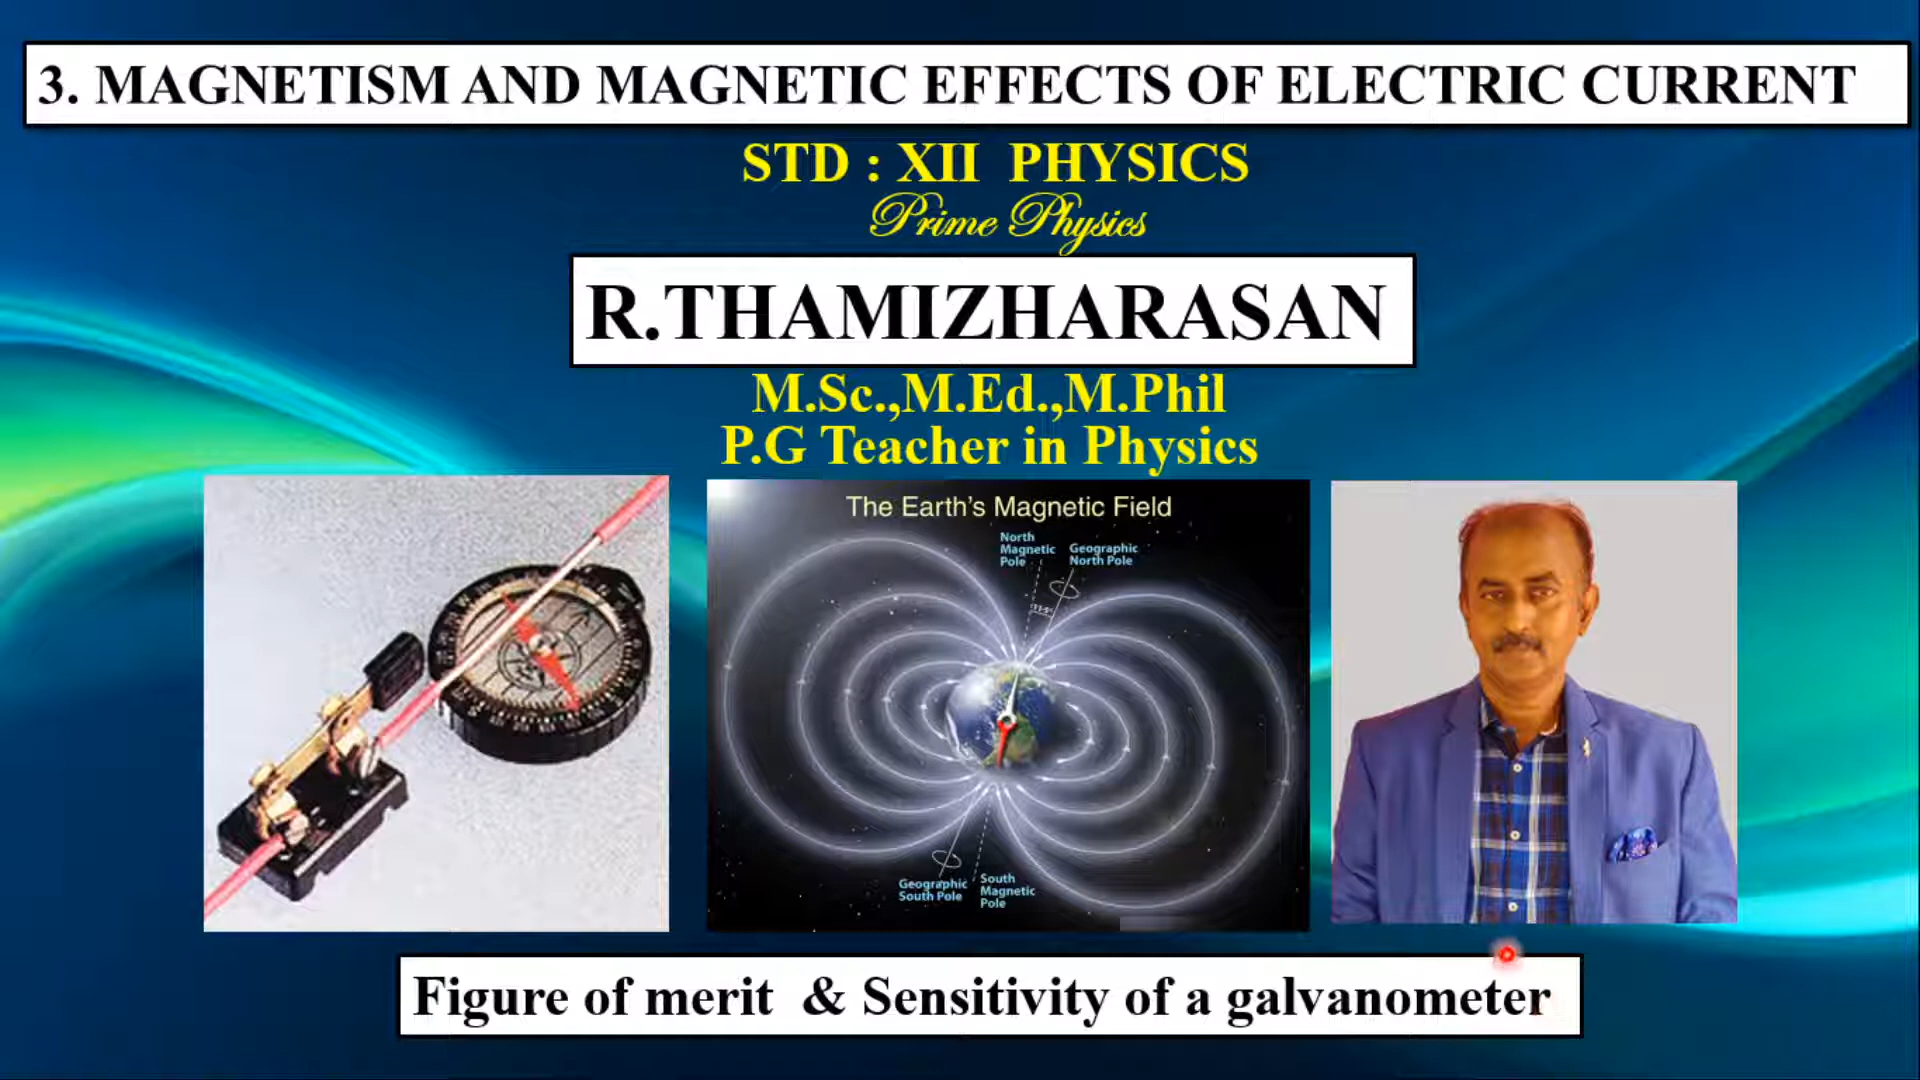 3. MAGNETISM AND MAGNETIC EFFECTS OF ELECTRIC CURRENT
STD : XII PHYSICS
Prime Physics
R.THAMIZHARASAN
M.Sc.,M.Ed.,M.Phil
P.G Teacher in Physics
The Earth's Magnetic Field
North
Magnetic
Pole
Geographic
North Pole
Geographic
South Pole
South
Magnetic
Pole
Figure of merit & Sensitivity of a galvanometer